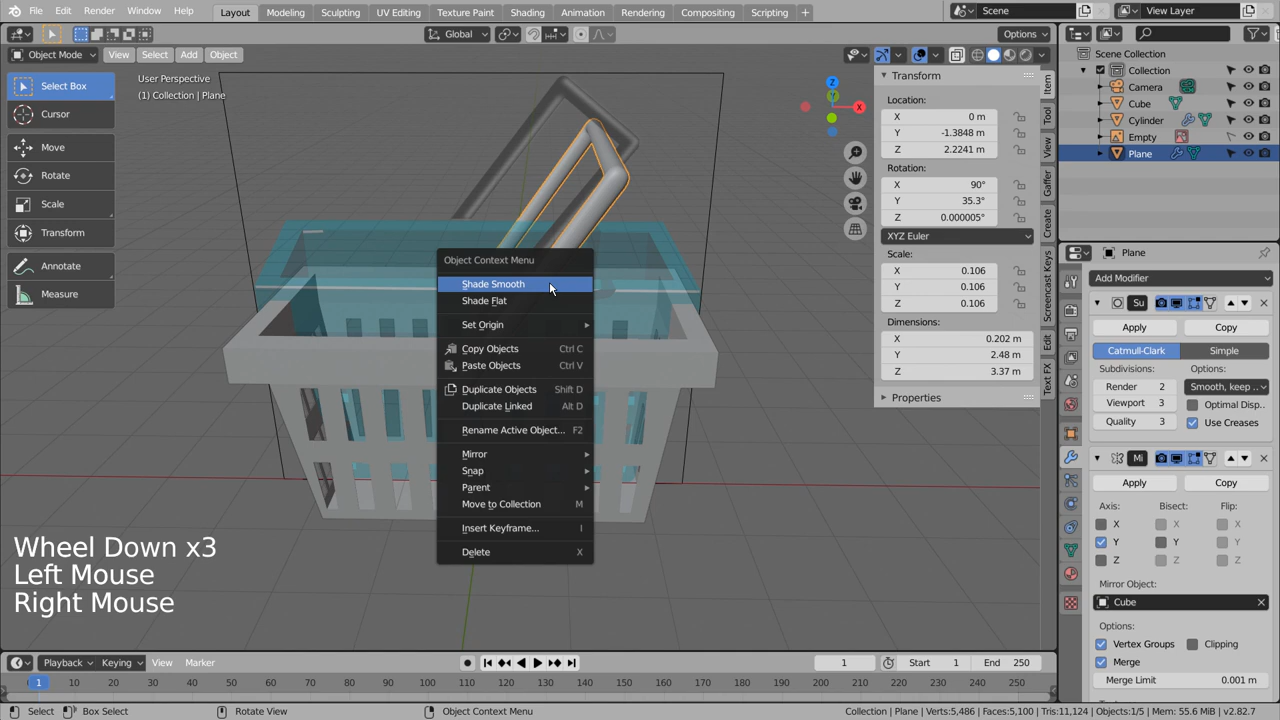 File Edit Render Window Help Layout Modeling Sculpting UV Editing Texture Paint Shading Animation Rendering Compositing Scripting + Scene View Layer
Global Options
Object Mode View Select Add Object
Select Box
Cursor
Move
Rotate
Scale
Transform
Annotate
Measure
User Perspective
(1) Collection | Plane
Z
Y
X
Object Context Menu
Shade Smooth
Shade Flat
Set Origin
Copy Objects Ctrl C
Paste Objects Ctrl V
Duplicate Objects Shift D
Duplicate Linked Alt D
Rename Active Object... F2
Mirror
Snap
Parent
Move to Collection M
Insert Keyframe... I
Delete X
Wheel Down x3
Left Mouse
Right Mouse
Transform
Location:
X 0 m
Y -1.3848 m
Z 2.2241 m
Rotation:
X 90°
Y 35.3°
Z 0.000005°
XYZ Euler
Scale:
X 0.106
Y 0.106
Z 0.106
Dimensions:
X 0.202 m
Y 2.48 m
Z 3.37 m
Properties
Item
Tool
View
Gaffer
Create
Screencast Keys
Edit
Text FX
Scene Collection
Collection
Camera
Cube
Cylinder
Empty
Plane
Plane
Add Modifier
Su
Apply Copy
Catmull-Clark Simple
Subdivisions: Options:
Render 2 Smooth, keep ..
Viewport 3 Optimal Disp..
Quality 3 Use Creases
Mi
Apply Copy
Axis: Bisect: Flip:
X X X
Y Y Y
Z Z Z
Mirror Object:
Cube
Options:
Vertex Groups Clipping
Merge
Merge Limit 0.001 m
Playback Keying View Marker 1 Start 1 End 250
1 10 20 30 40 50 60 70 80 90 100 110 120 130 140 150 160 170 180 190 200 210 220 230 240 250
Select Box Select Rotate View Object Context Menu Collection | Plane | Verts:5,486 | Faces:5,100 | Tris:11,124 | Objects:1/5 | Mem: 55.6 MiB | v2.82.7